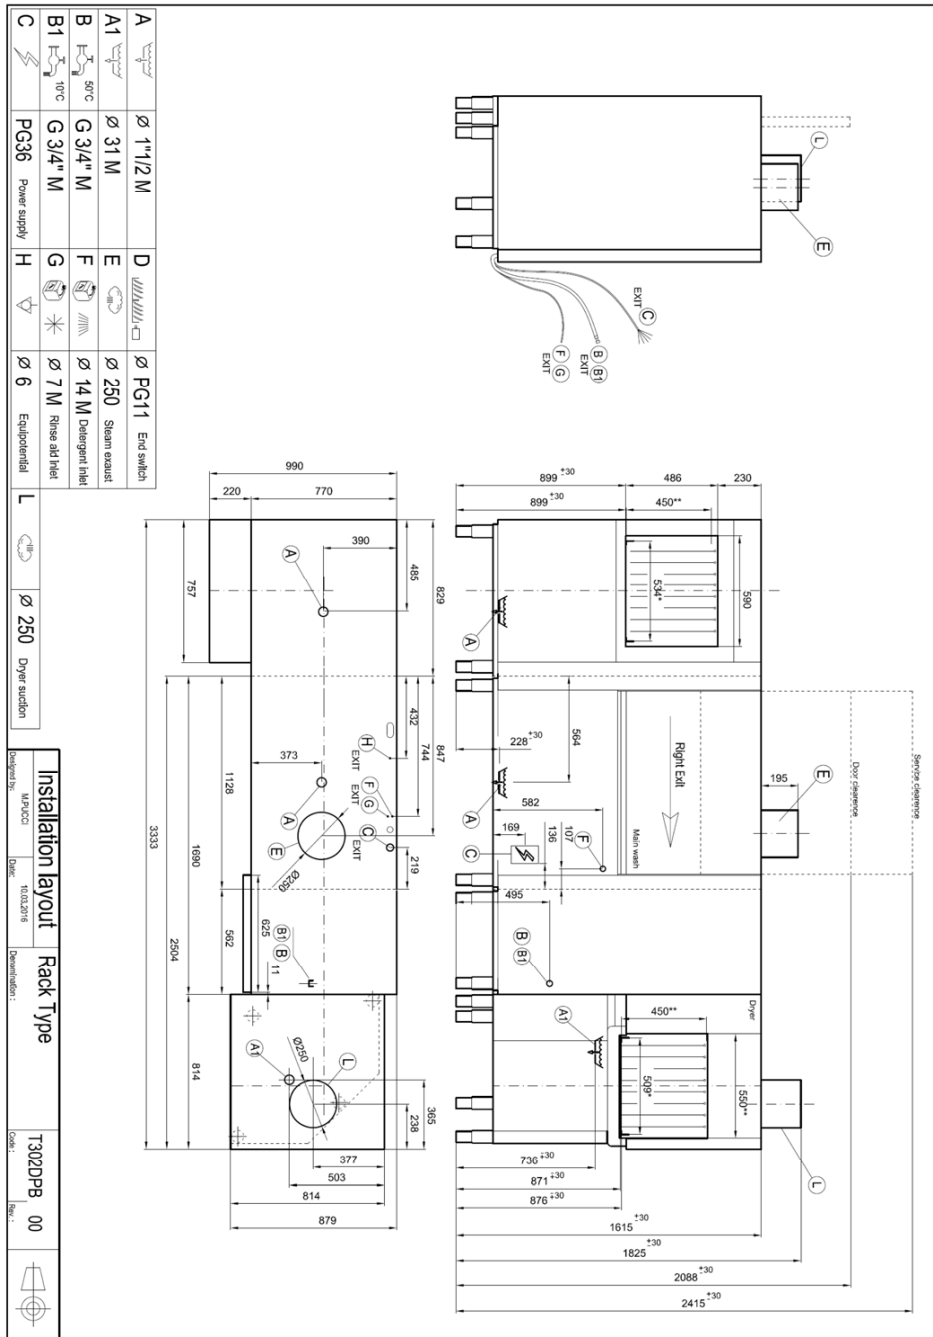 A Ø 1"1/2 M
A1 Ø 31 M
B 50°C G 3/4" M
B1 10°C G 3/4" M
C PG36 Power supply
D Ø PG11 End switch
E Ø 250 Steam exaust
F Ø 14 M Detergent inlet
G Ø 7 M Rinse aid inlet
H Ø 6 Equipotential
L Ø 250 Dryer suction
L
E
C
EXIT
B B1
EXIT
F G
EXIT
899 ±30
486
230
899 ±30
450**
590
534*
A
228 ±30
564
Right Exit
Service clearence
Door clearence
E
195
A
582
Main wash
136
107
F
169
C
495
B B1
Dryer
450**
A1
550**
509*
L
736 ±30
871 ±30
876 ±30
1615 ±30
1825 ±30
2088 ±30
2415 ±30
990
220
770
390
485
829
757
A
432
744
847
H
EXIT
373
F
G
EXIT
A
C
EXIT
E
Ø250
219
1128
1690
3333
2504
562
625
11
B1 B
A1
Ø250
L
814
365
238
377
503
814
879
Installation layout
Rack Type
T302DPB 00
Designed by: M.PUCCI
Date: 10.03.2016
Denomination :
Code :
Rev. :